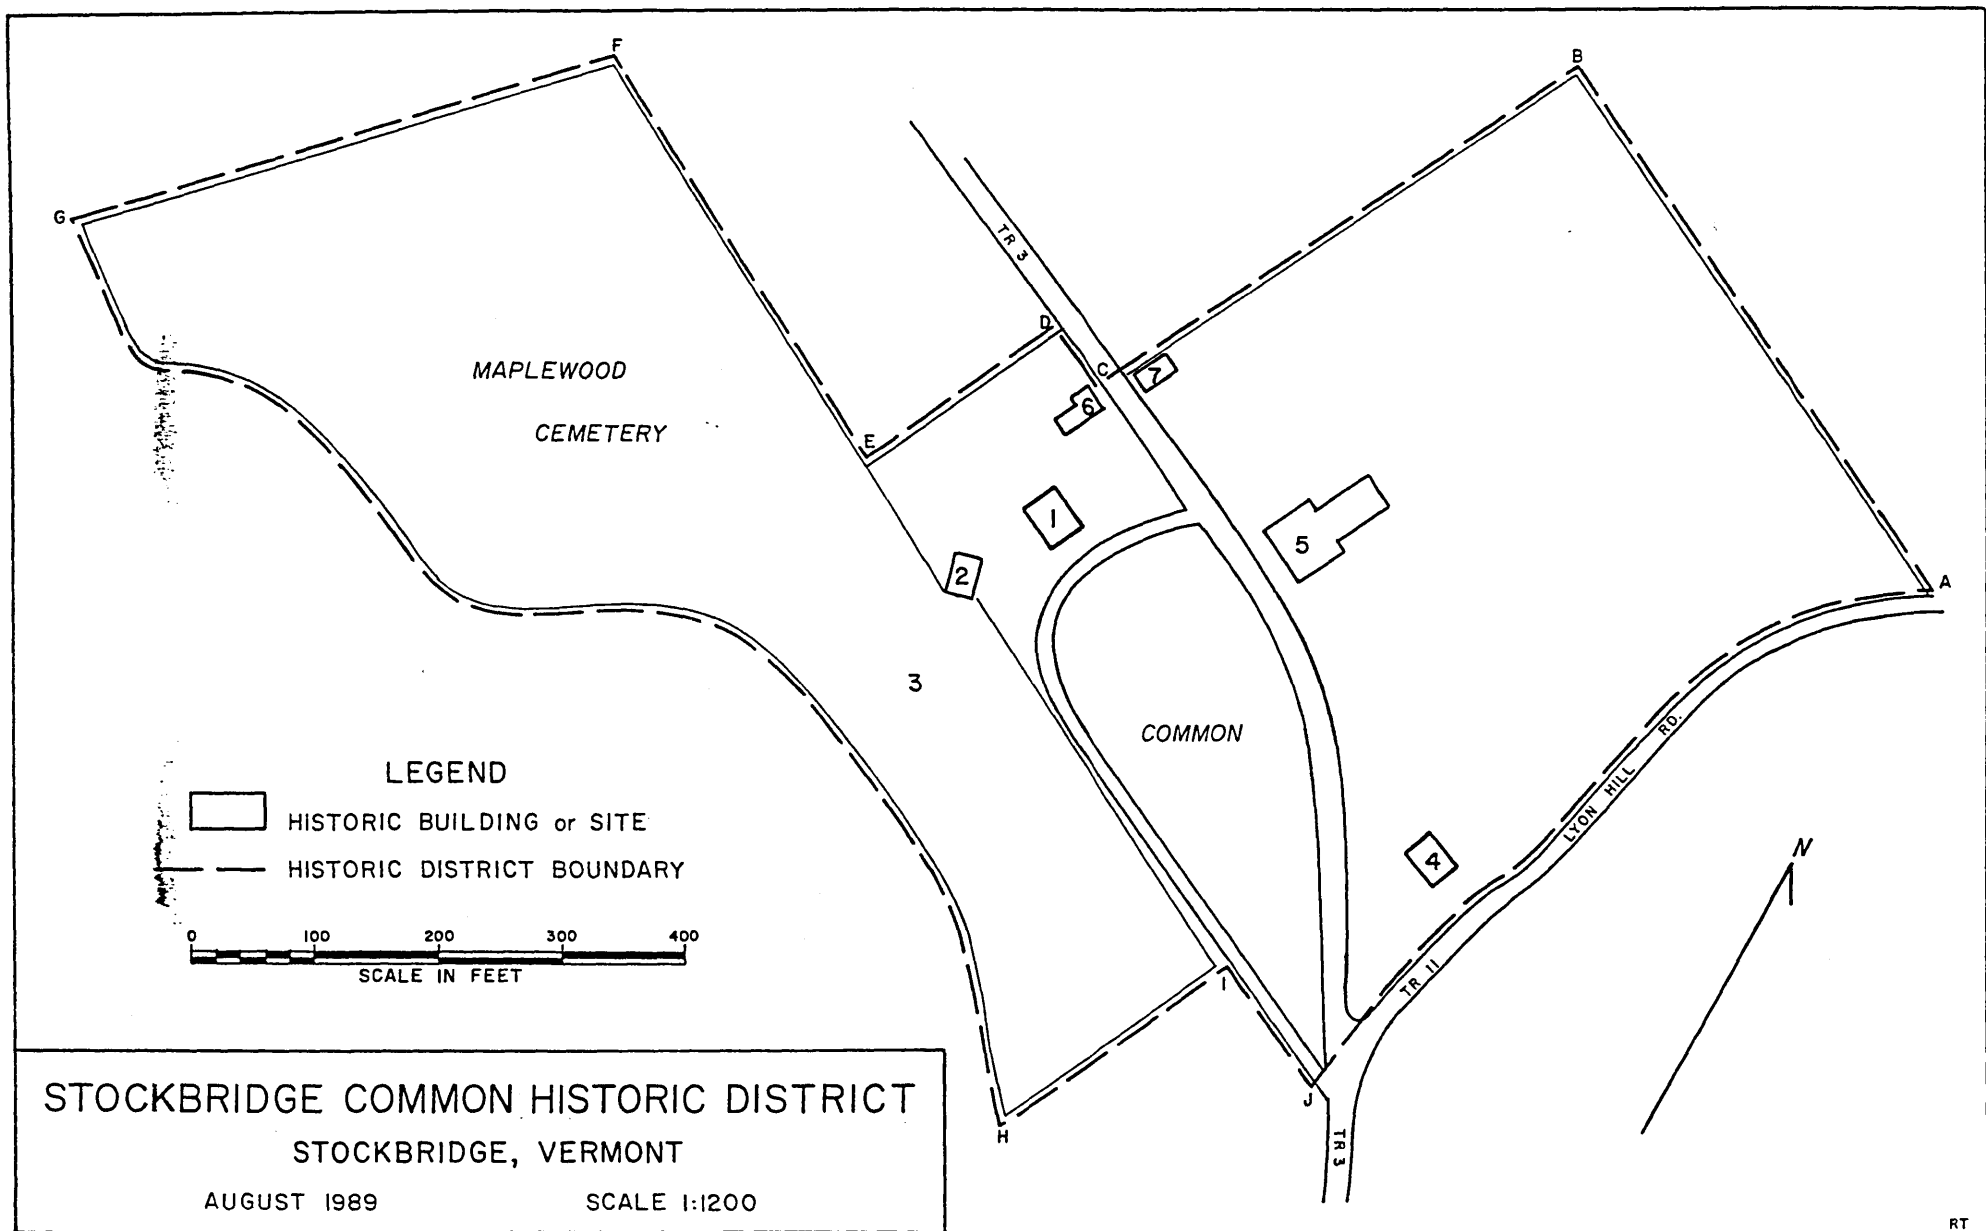 F
B
G
TR 3
D
C
7
6
MAPLEWOOD
CEMETERY
E
1
5
2
A
3
COMMON
LYON HILL RD.
4
N
TR 11
I
J
H
TR 3
LEGEND
HISTORIC BUILDING or SITE
HISTORIC DISTRICT BOUNDARY
0 100 200 300 400
SCALE IN FEET
STOCKBRIDGE COMMON HISTORIC DISTRICT
STOCKBRIDGE, VERMONT
AUGUST 1989 SCALE 1:1200
RT